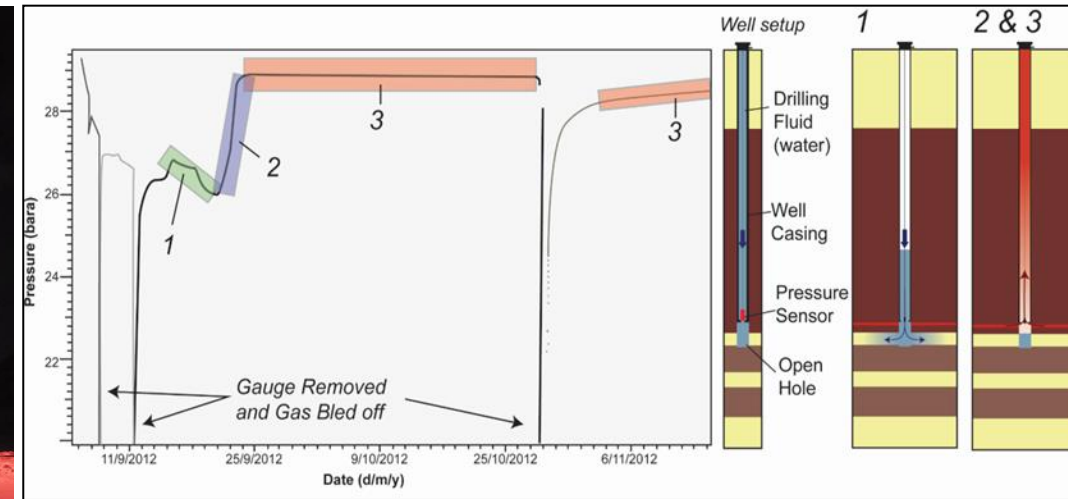 Well setup
1
2 & 3
28
26
24
22
Pressure (bara)
3
3
2
1
Gauge Removed
and Gas Bled off
11/9/2012
25/9/2012
9/10/2012
25/10/2012
6/11/2012
Date (d/m/y)
Drilling
Fluid
(water)
Well
Casing
Pressure
Sensor
Open
Hole